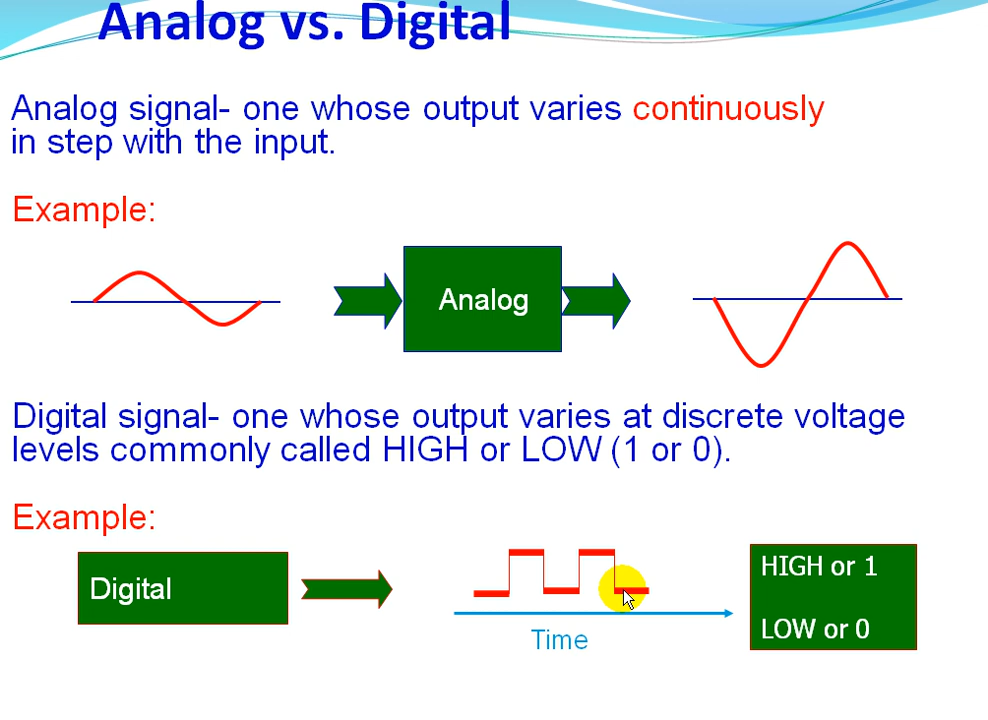 Analog vs. Digital
Analog signal- one whose output varies continuously
in step with the input.
Example:
Analog
Digital signal- one whose output varies at discrete voltage
levels commonly called HIGH or LOW (1 or 0).
Example:
Digital
Time
HIGH or 1
LOW or 0